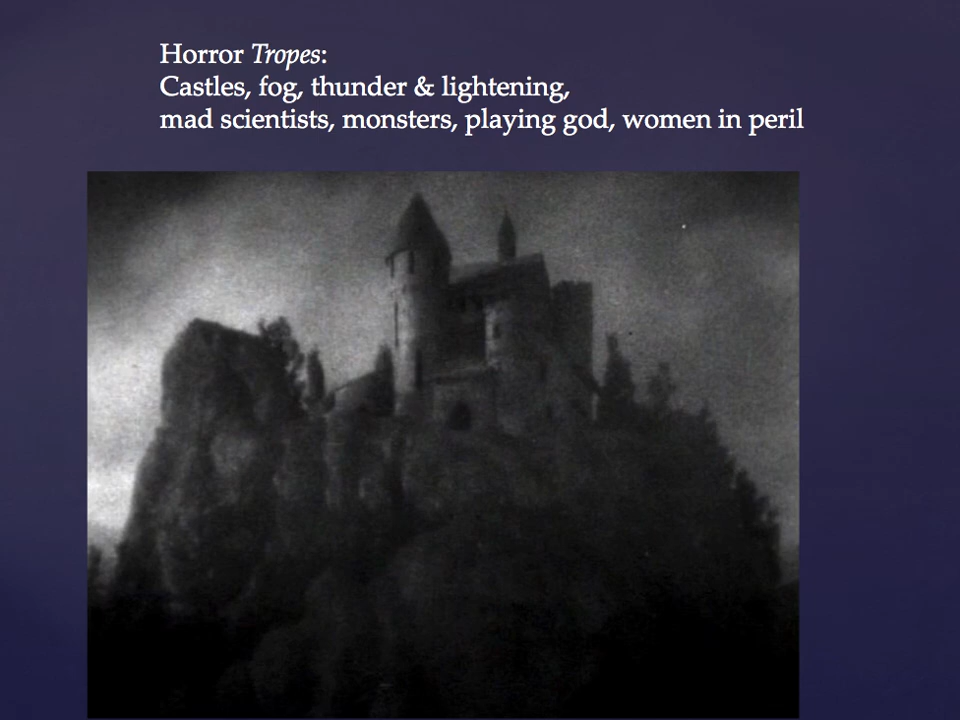 Horror Tropes:
Castles, fog, thunder & lightening,
mad scientists, monsters, playing god, women in peril